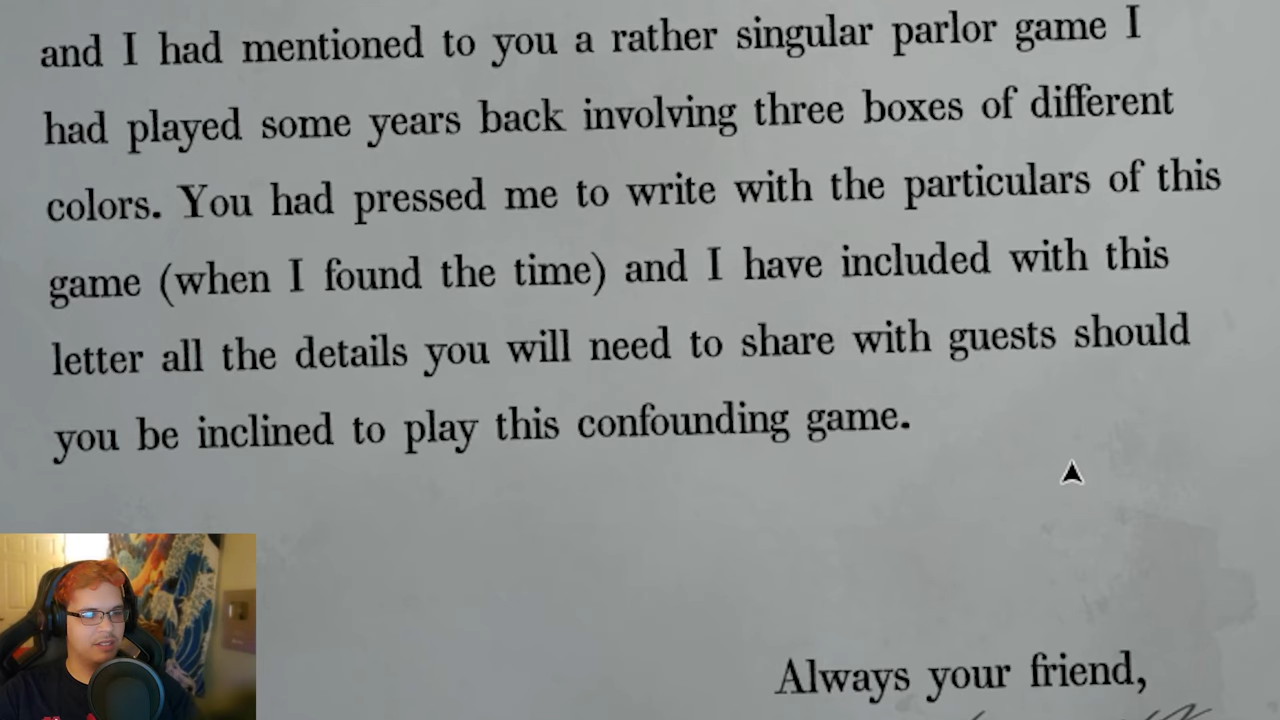 and I had mentioned to you a rather singular parlor game I
had played some years back involving three boxes of different
colors. You had pressed me to write with the particulars of this
game (when I found the time) and I have included with this
letter all the details you will need to share with guests should
you be inclined to play this confounding game.
Always your friend,